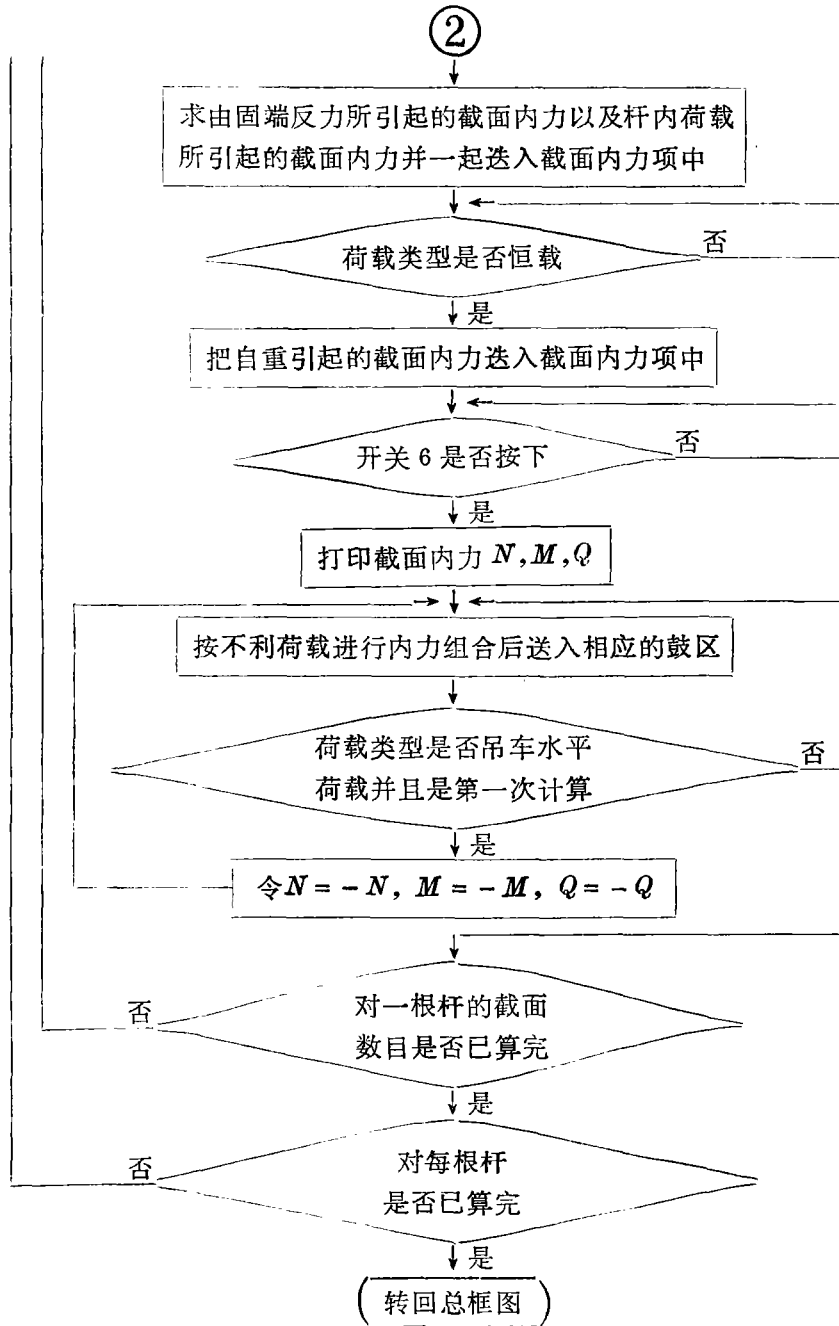 ②
求由固端反力所引起的截面内力以及杆内荷载
所引起的截面内力并一起迭入截面内力项中
荷载类型是否恒载
否
是
把自重引起的截面内力迭入截面内力项中
开关 6 是否按下
否
是
打印截面内力 N,M,Q
按不利荷载进行内力组合后送入相应的鼓区
荷载类型是否吊车水平
荷载并且是第一次计算
否
是
令N=-N, M=-M, Q=-Q
对一根杆的截面
数目是否已算完
否
是
对每根杆
是否已算完
否
是
转回总框图